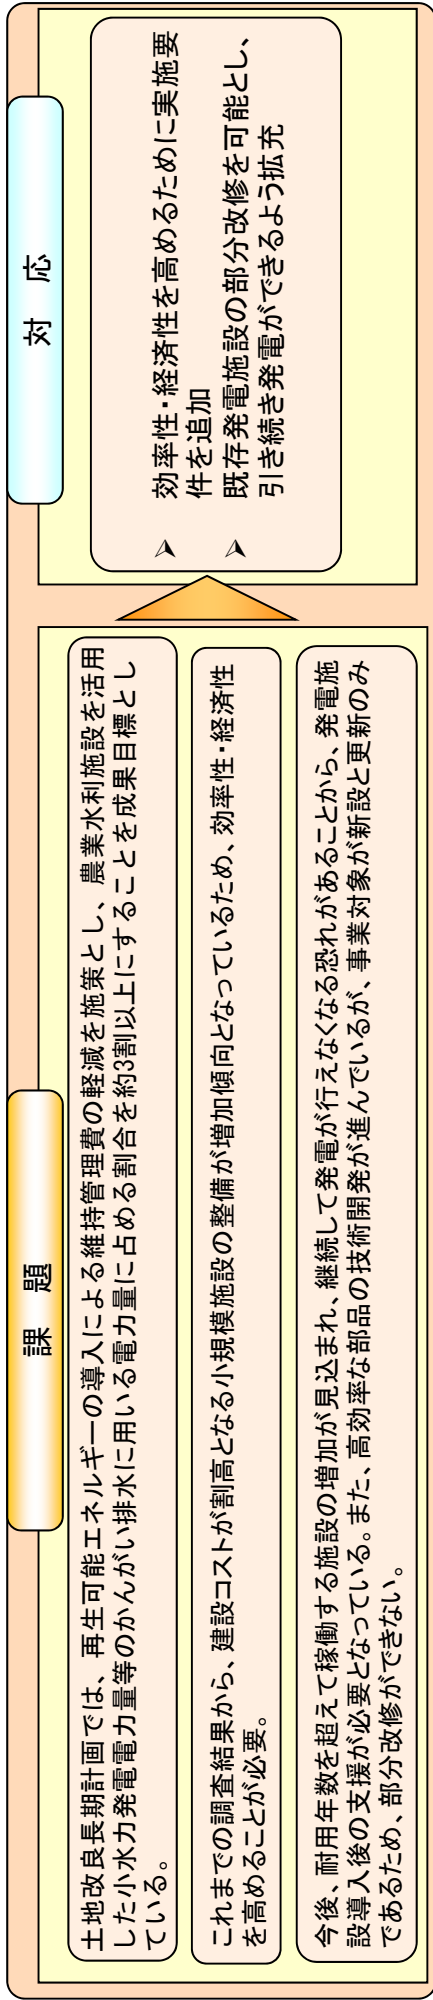 課　題
土地改良長期計画では、再生可能エネルギーの導入による維持管理費の軽減を施策とし、農業水利施設を活用
した小水力発電電力量等のかんがい排水に用いる電力量に占める割合を約3割以上にすることを成果目標とし
ている。
これまでの調査結果から、建設コストが割高となる小規模施設の整備が増加傾向となっているため、効率性・経済性
を高めることが必要。
今後、耐用年数を超えて稼働する施設の増加が見込まれ、継続して発電が行えなくなる恐れがあることから、発電施
設導入後の支援が必要となっている。また、高効率な部品の技術開発が進んでいるが、事業対象が新設と更新のみ
であるため、部分改修ができない。
対　応
➢ 効率性・経済性を高めるために実施要
件を追加
➢ 既存発電施設の部分改修を可能とし、
引き続き発電ができるよう拡充